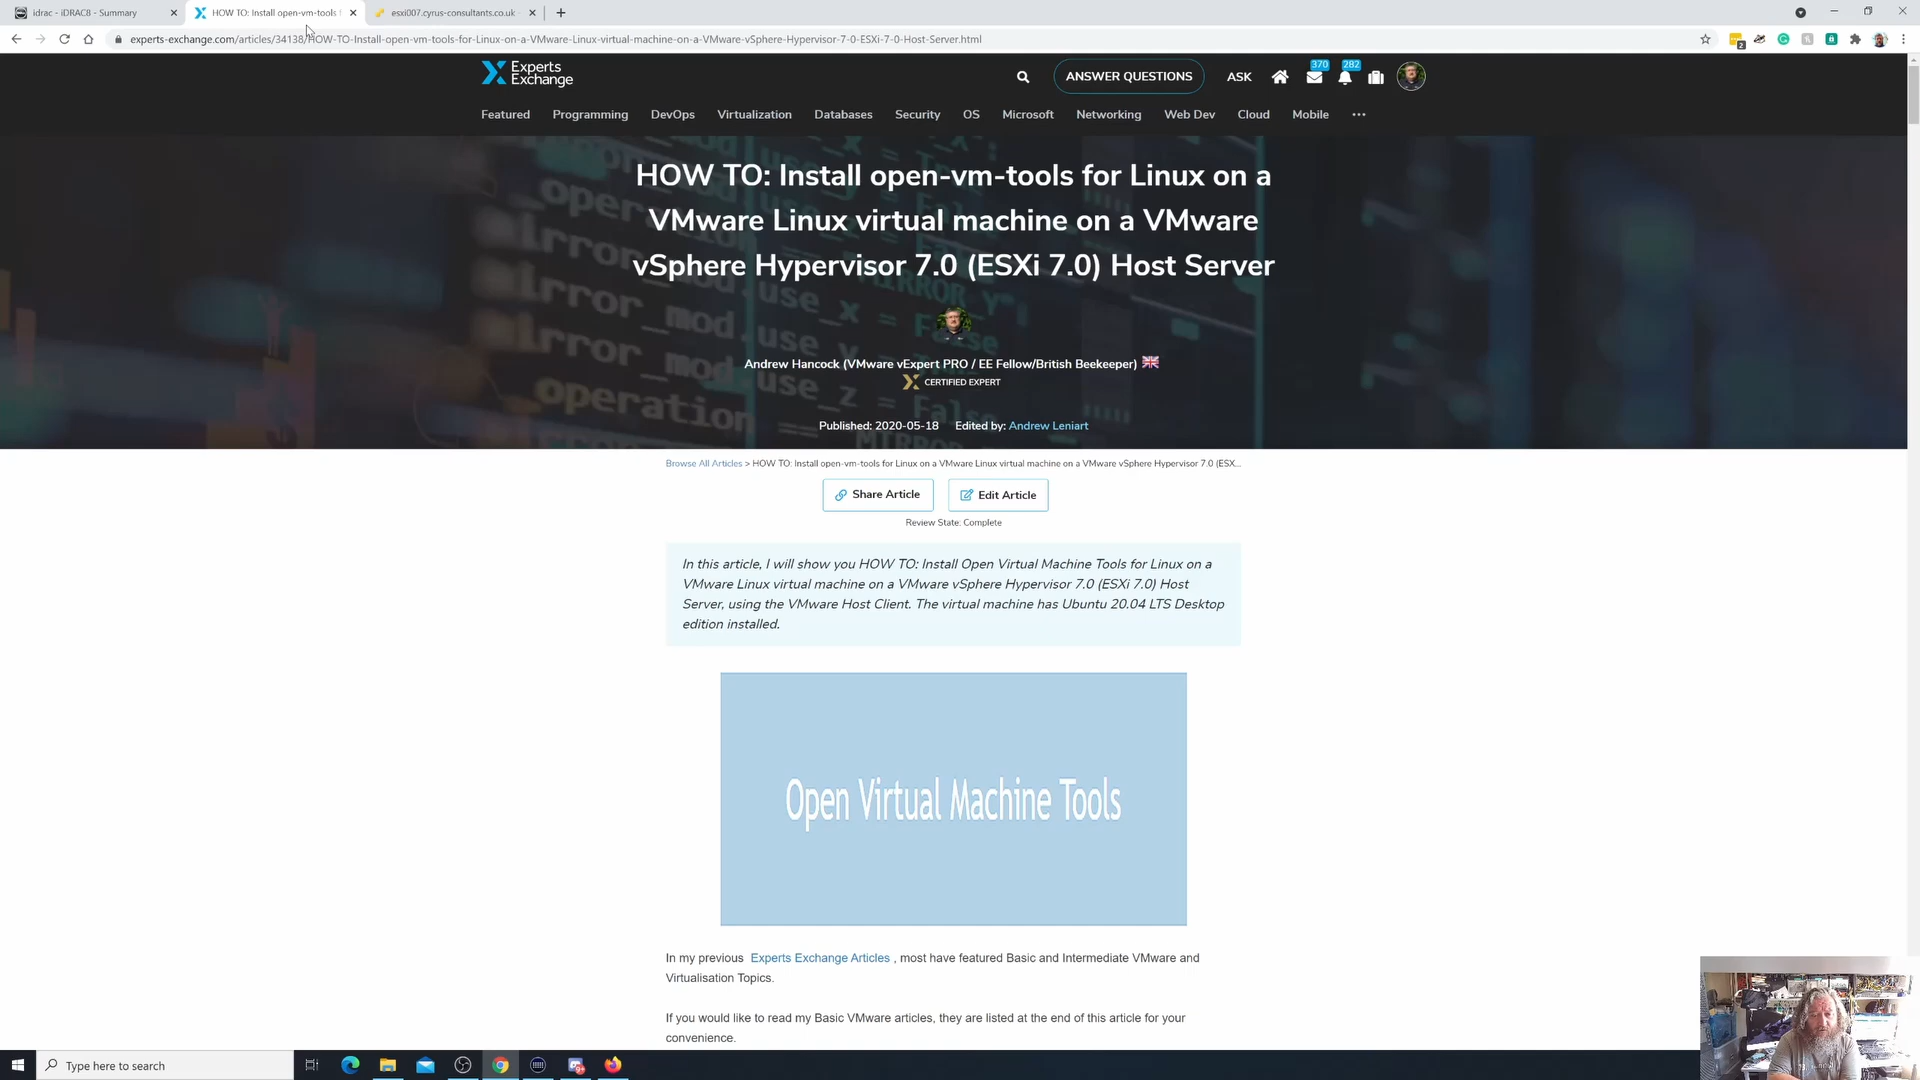 idrac - iDRAC8 - Summary
HOW TO: Install open-vm-tools f
esxi007.cyrus-consultants.co.uk
experts-exchange.com/articles/34138/HOW-TO-Install-open-vm-tools-for-Linux-on-a-VMware-Linux-virtual-machine-on-a-VMware-vSphere-Hypervisor-7-0-ESXi-7-0-Host-Server.html
2
Experts
Exchange
ANSWER QUESTIONS
ASK
370
282
Featured Programming DevOps Virtualization Databases Security OS Microsoft Networking Web Dev Cloud Mobile
HOW TO: Install open-vm-tools for Linux on a
VMware Linux virtual machine on a VMware
vSphere Hypervisor 7.0 (ESXi 7.0) Host Server
Andrew Hancock (VMware vExpert PRO / EE Fellow/British Beekeeper)
CERTIFIED EXPERT
Published: 2020-05-18 Edited by: Andrew Leniart
Browse All Articles > HOW TO: Install open-vm-tools for Linux on a VMware Linux virtual machine on a VMware vSphere Hypervisor 7.0 (ESX...
Share Article
Edit Article
Review State: Complete
In this article, I will show you HOW TO: Install Open Virtual Machine Tools for Linux on a
VMware Linux virtual machine on a VMware vSphere Hypervisor 7.0 (ESXi 7.0) Host
Server, using the VMware Host Client. The virtual machine has Ubuntu 20.04 LTS Desktop
edition installed.
Open Virtual Machine Tools
In my previous Experts Exchange Articles , most have featured Basic and Intermediate VMware and
Virtualisation Topics.
If you would like to read my Basic VMware articles, they are listed at the end of this article for your
convenience.
Type here to search